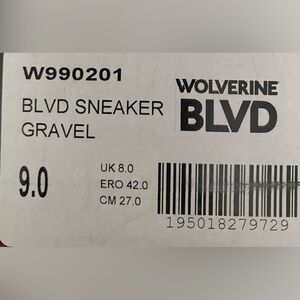 W990201
WOLVERINE
BLVD
BLVD SNEAKER
GRAVEL
9.0
UK 8.0
ERO 42.0
CM 27.0
195018279729